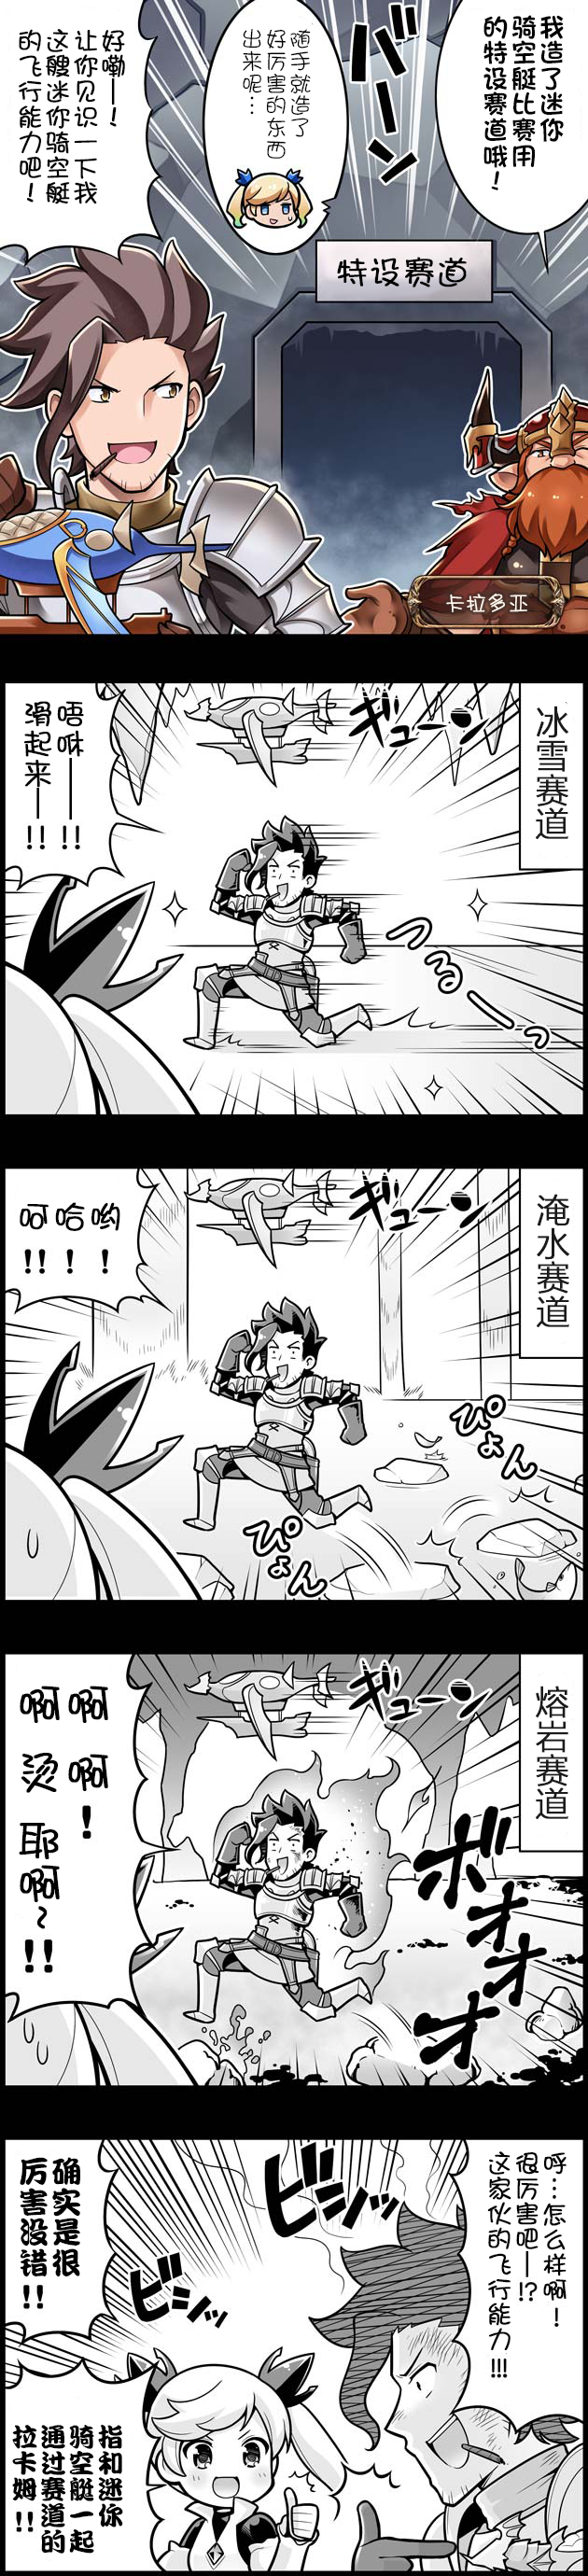 我造了迷你
骑空艇比赛用
的特设赛道哦！
バーン
随手就造了
好厉害的东西
出来呢…
好嘞—！
让你见识一下我
这艘迷你骑空艇
的飞行能力吧！
特设赛道
卡拉多亚
冰雪赛道
ギューン
唔咻——!!
滑起来—!!
つるーっ
淹水赛道
ギューン
呵哈哟
!!！！
ぴょん
ぴょん
熔岩赛道
ギューン
啊啊！
啊烫耶啊~!!
ボオオオ
呼…怎么样啊！
很厉害吧—!?
这家伙的飞行能力!!!
ビシッ
ビシッ
确实是很
厉害没错!!
指和迷你
骑空艇一起
通过赛道的
拉卡姆!!